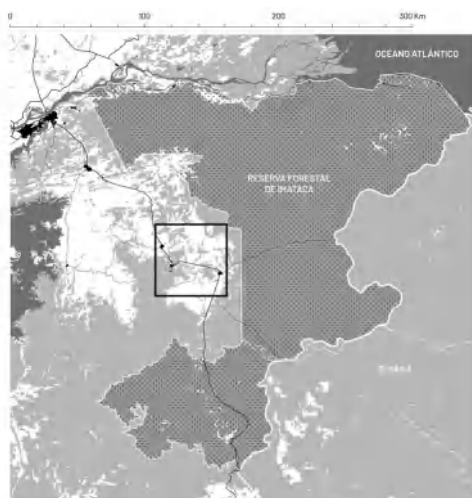 0 100 200 300 Km
OCEANO ATLÁNTICO
RESERVA FORESTAL
DE IMATACA